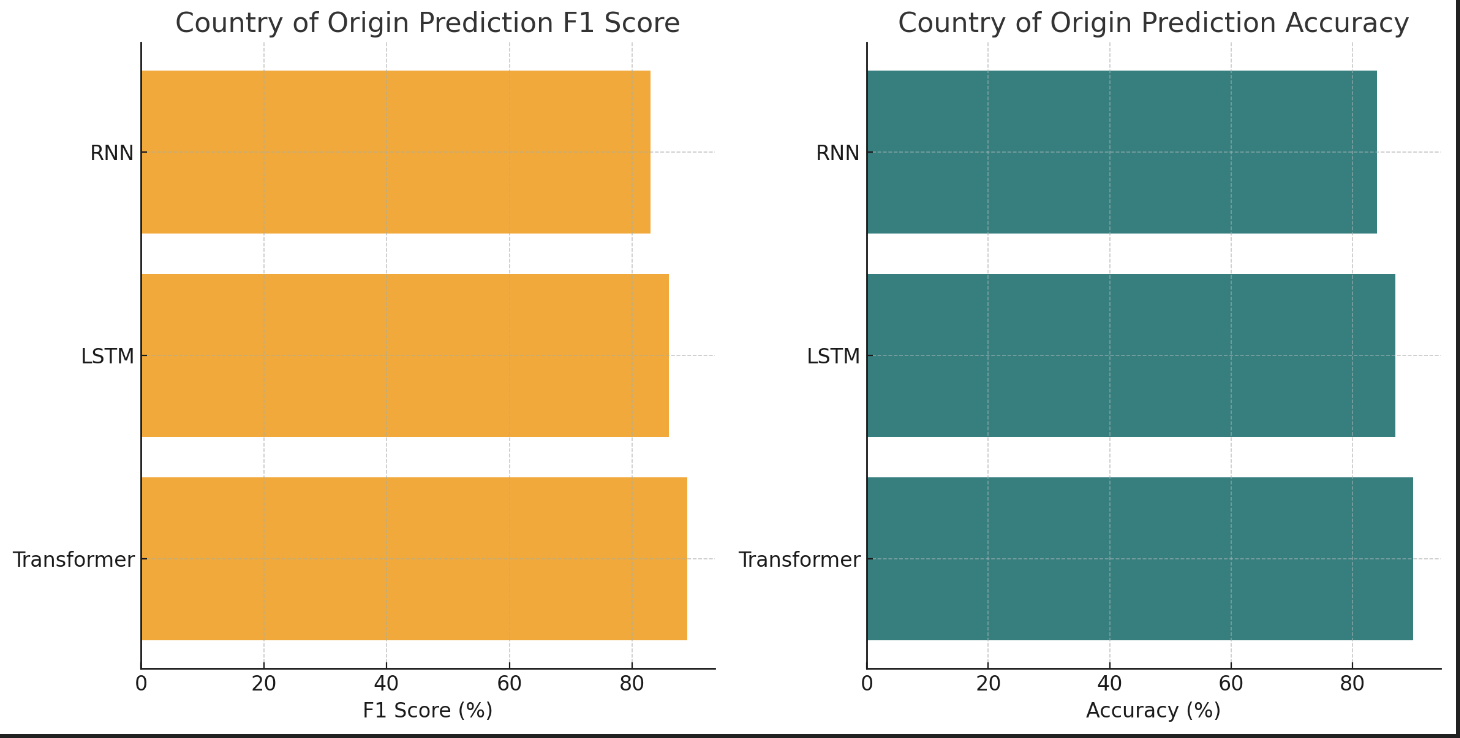 Country of Origin Prediction F1 Score
RNN
LSTM
Transformer
0 20 40 60 80
F1 Score (%)
Country of Origin Prediction Accuracy
RNN
LSTM
Transformer
0 20 40 60 80
Accuracy (%)